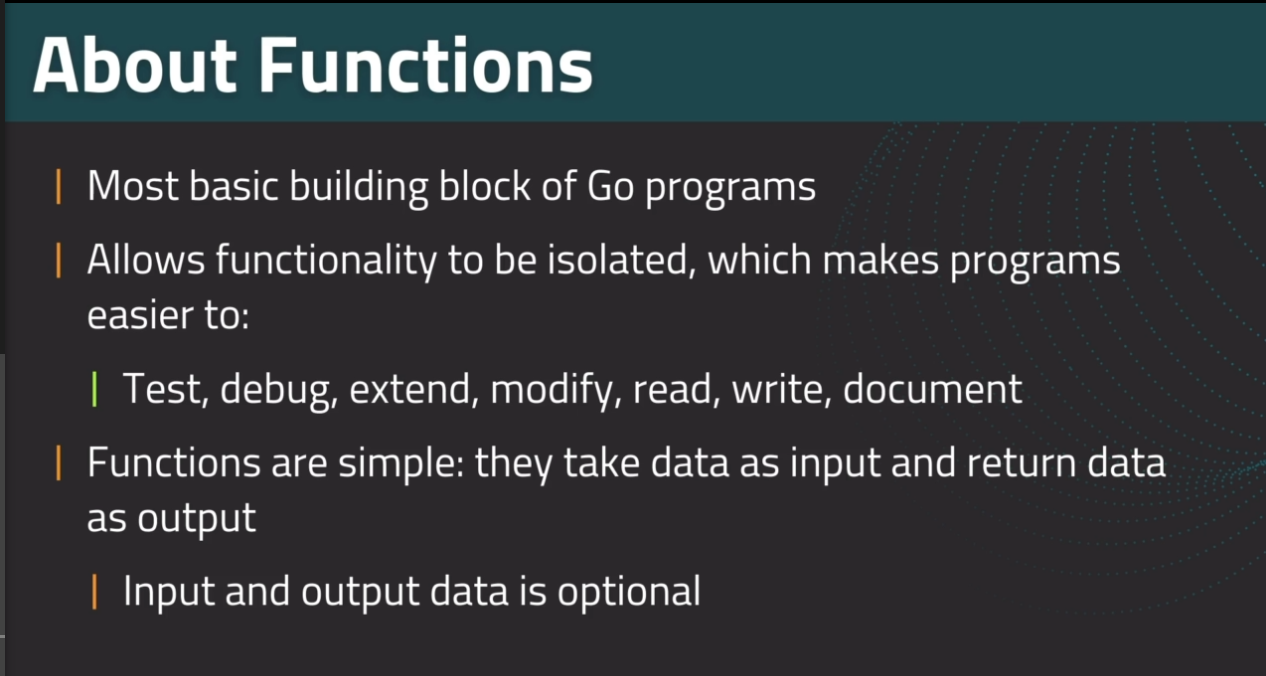 About Functions
Most basic building block of Go programs
Allows functionality to be isolated, which makes programs
easier to:
Test, debug, extend, modify, read, write, document
Functions are simple: they take data as input and return data
as output
Input and output data is optional